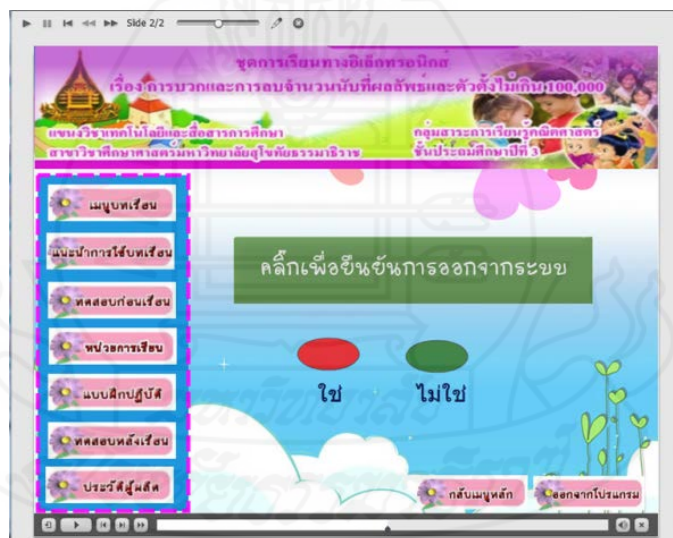 Slide 2/2
ชุดการเรียนทางอิเล็กทรอนิกส์
เรื่อง การบวกและการลบจำนวนนับที่ผลลัพธ์และตัวตั้งไม่เกิน 100,000
แขนงวิชาเทคโนโลยีและสื่อสารการศึกษา
สาขาวิชาศึกษาศาสตร์มหาวิทยาลัยสุโขทัยธรรมาธิราช
กลุ่มสาระการเรียนรู้คณิตศาสตร์
ชั้นประถมศึกษาปีที่ 3
เมนูบทเรียน
แนะนำการใช้บทเรียน
ทดสอบก่อนเรียน
หน่วยการเรียน
แบบฝึกปฏิบัติ
ทดสอบหลังเรียน
ประวัติผู้ผลิต
คลิ๊กเพื่อยืนยันการออกจากระบบ
ใช่
ไม่ใช่
กลับเมนูหลัก
ออกจากโปรแกรม